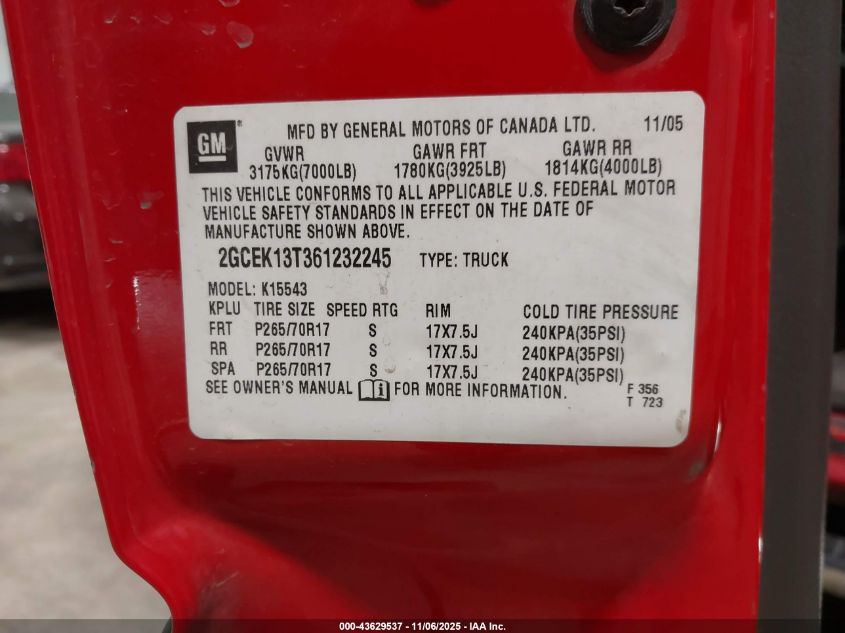 GM®
MFD BY GENERAL MOTORS OF CANADA LTD. 11/05
GVWR GAWR FRT GAWR RR
3175KG(7000LB) 1780KG(3925LB) 1814KG(4000LB)
THIS VEHICLE CONFORMS TO ALL APPLICABLE U.S. FEDERAL MOTOR
VEHICLE SAFETY STANDARDS IN EFFECT ON THE DATE OF
MANUFACTURE SHOWN ABOVE.
2GCEK13T361232245 TYPE: TRUCK
MODEL: K15543
KPLU TIRE SIZE SPEED RTG RIM COLD TIRE PRESSURE
FRT P265/70R17 S 17X7.5J 240KPA(35PSI)
RR P265/70R17 S 17X7.5J 240KPA(35PSI)
SPA P265/70R17 S 17X7.5J 240KPA(35PSI)
SEE OWNER'S MANUAL FOR MORE INFORMATION.
F 356
T 723
000-43629537 - 11/06/2025 - IAA Inc.